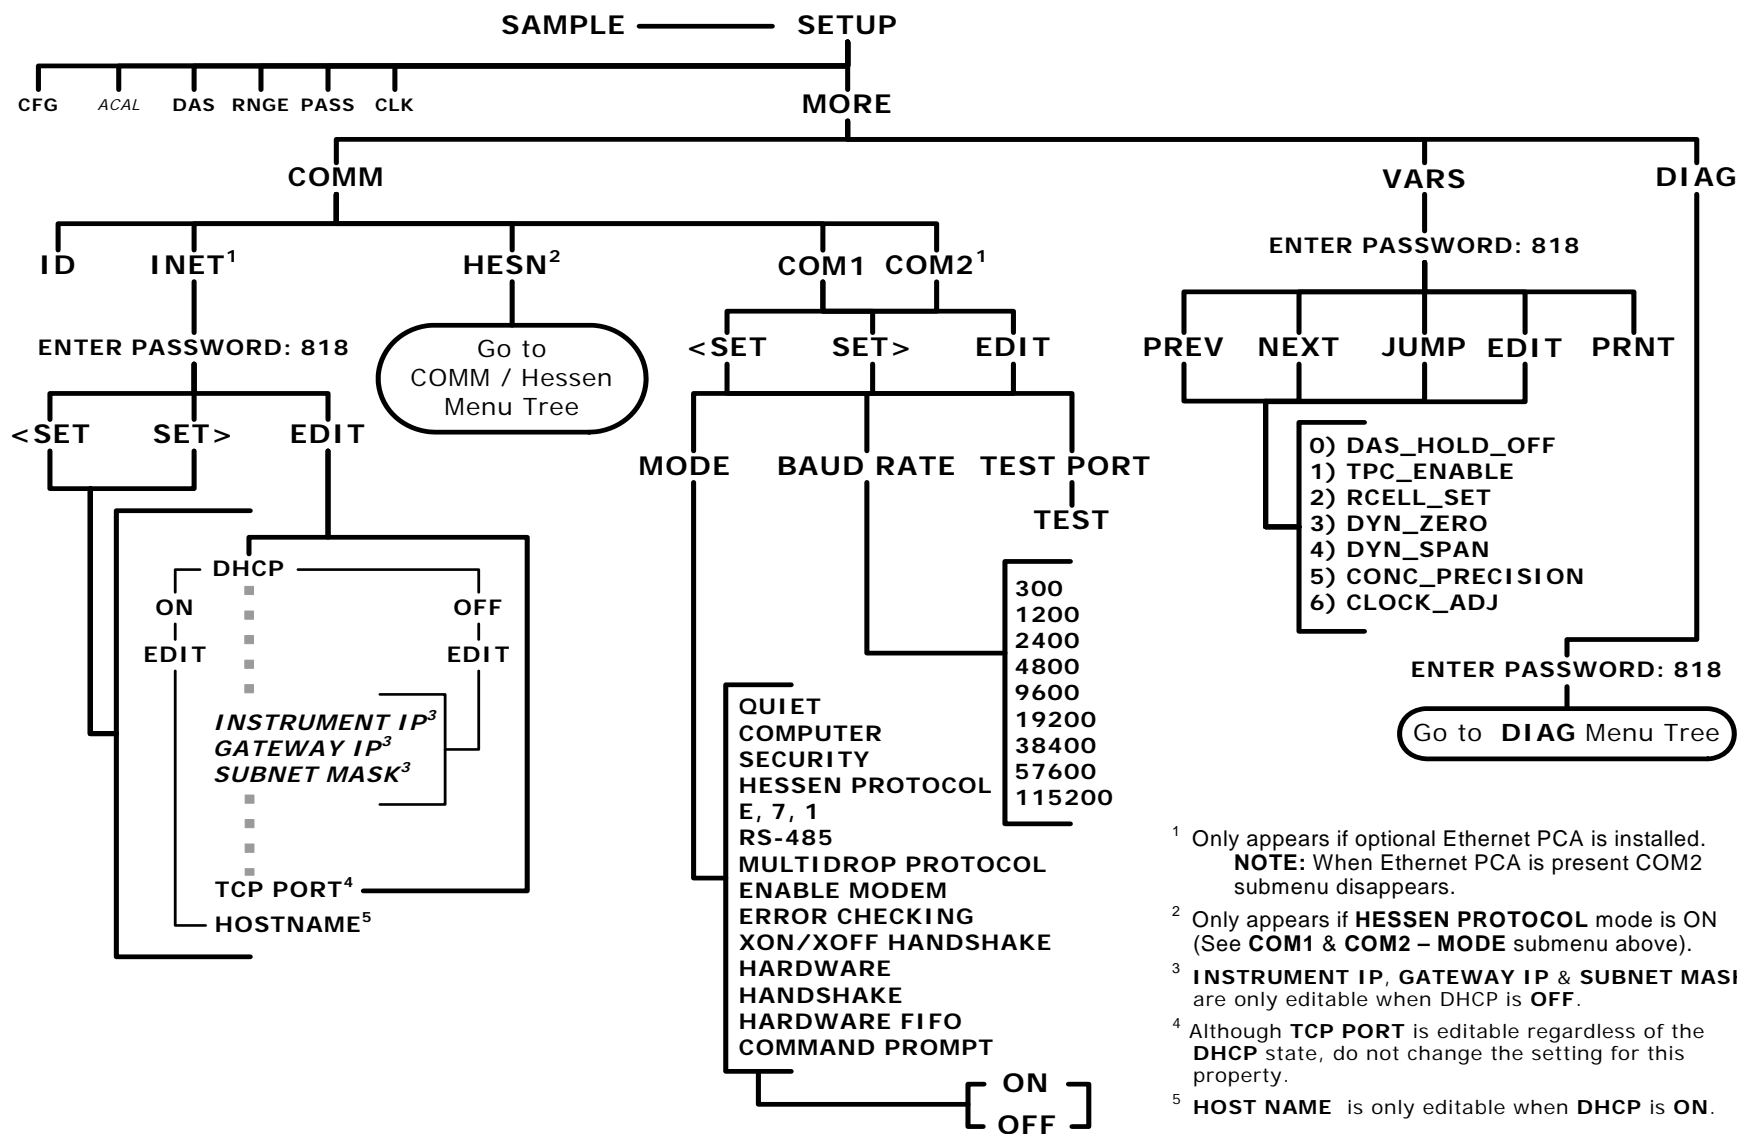 SAMPLE SETUP
CFG ACAL DAS RNGE PASS CLK MORE
COMM VARS DIAG
ID INET1 HESN2 COM1 COM21
ENTER PASSWORD: 818
ENTER PASSWORD: 818
Go to
COMM / Hessen
Menu Tree
<SET SET> EDIT
PREV NEXT JUMP EDIT PRNT
<SET SET> EDIT
MODE BAUD RATE TEST PORT
TEST
0) DAS_HOLD_OFF
1) TPC_ENABLE
2) RCELL_SET
3) DYN_ZERO
4) DYN_SPAN
5) CONC_PRECISION
6) CLOCK_ADJ
DHCP
ON OFF
EDIT EDIT
INSTRUMENT IP3
GATEWAY IP3
SUBNET MASK3
TCP PORT4
HOSTNAME5
300
1200
2400
4800
9600
19200
38400
57600
115200
QUIET
COMPUTER
SECURITY
HESSEN PROTOCOL
E, 7, 1
RS-485
MULTIDROP PROTOCOL
ENABLE MODEM
ERROR CHECKING
XON/XOFF HANDSHAKE
HARDWARE
HANDSHAKE
HARDWARE FIFO
COMMAND PROMPT
ON
OFF
ENTER PASSWORD: 818
Go to DIAG Menu Tree
1 Only appears if optional Ethernet PCA is installed.
NOTE: When Ethernet PCA is present COM2
submenu disappears.
2 Only appears if HESSEN PROTOCOL mode is ON
(See COM1 & COM2 – MODE submenu above).
3 INSTRUMENT IP, GATEWAY IP & SUBNET MASK
are only editable when DHCP is OFF.
4 Although TCP PORT is editable regardless of the
DHCP state, do not change the setting for this
property.
5 HOST NAME is only editable when DHCP is ON.